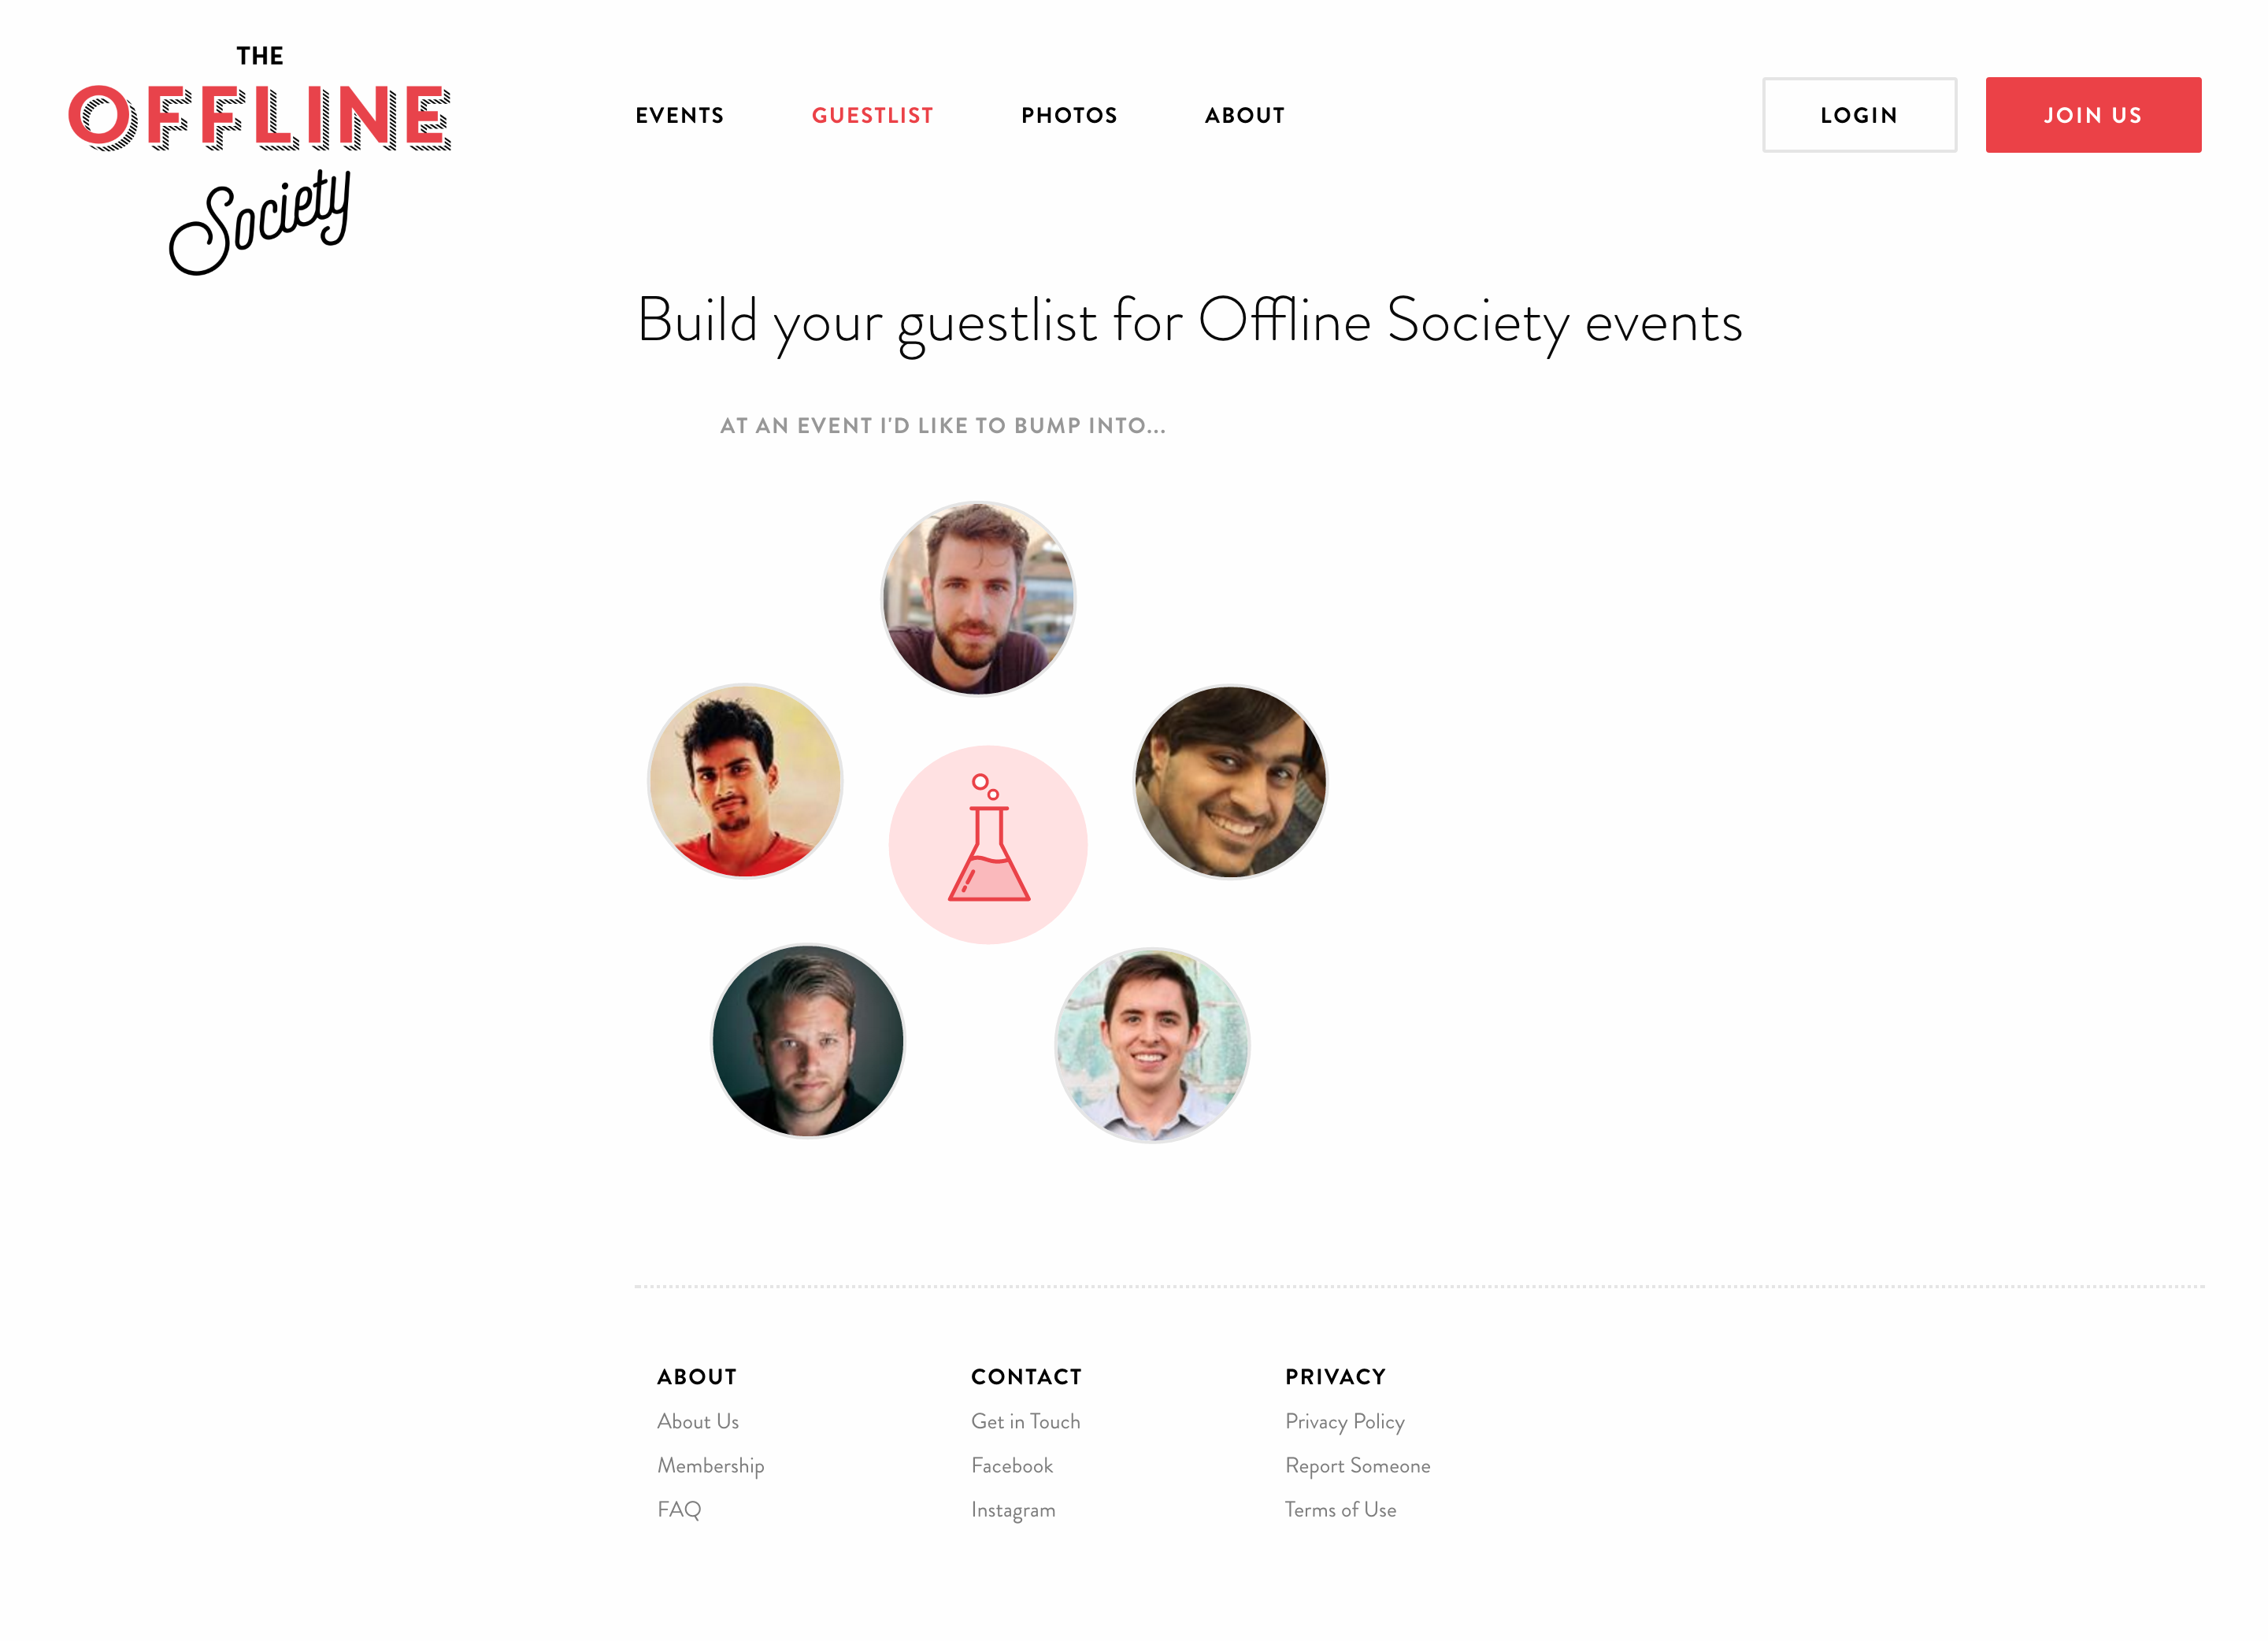 THE
OFFLINE
Society
EVENTS GUESTLIST PHOTOS ABOUT LOGIN JOIN US
Build your guestlist for Offline Society events
AT AN EVENT I'D LIKE TO BUMP INTO...
ABOUT CONTACT PRIVACY
About Us Get in Touch Privacy Policy
Membership Facebook Report Someone
FAQ Instagram Terms of Use